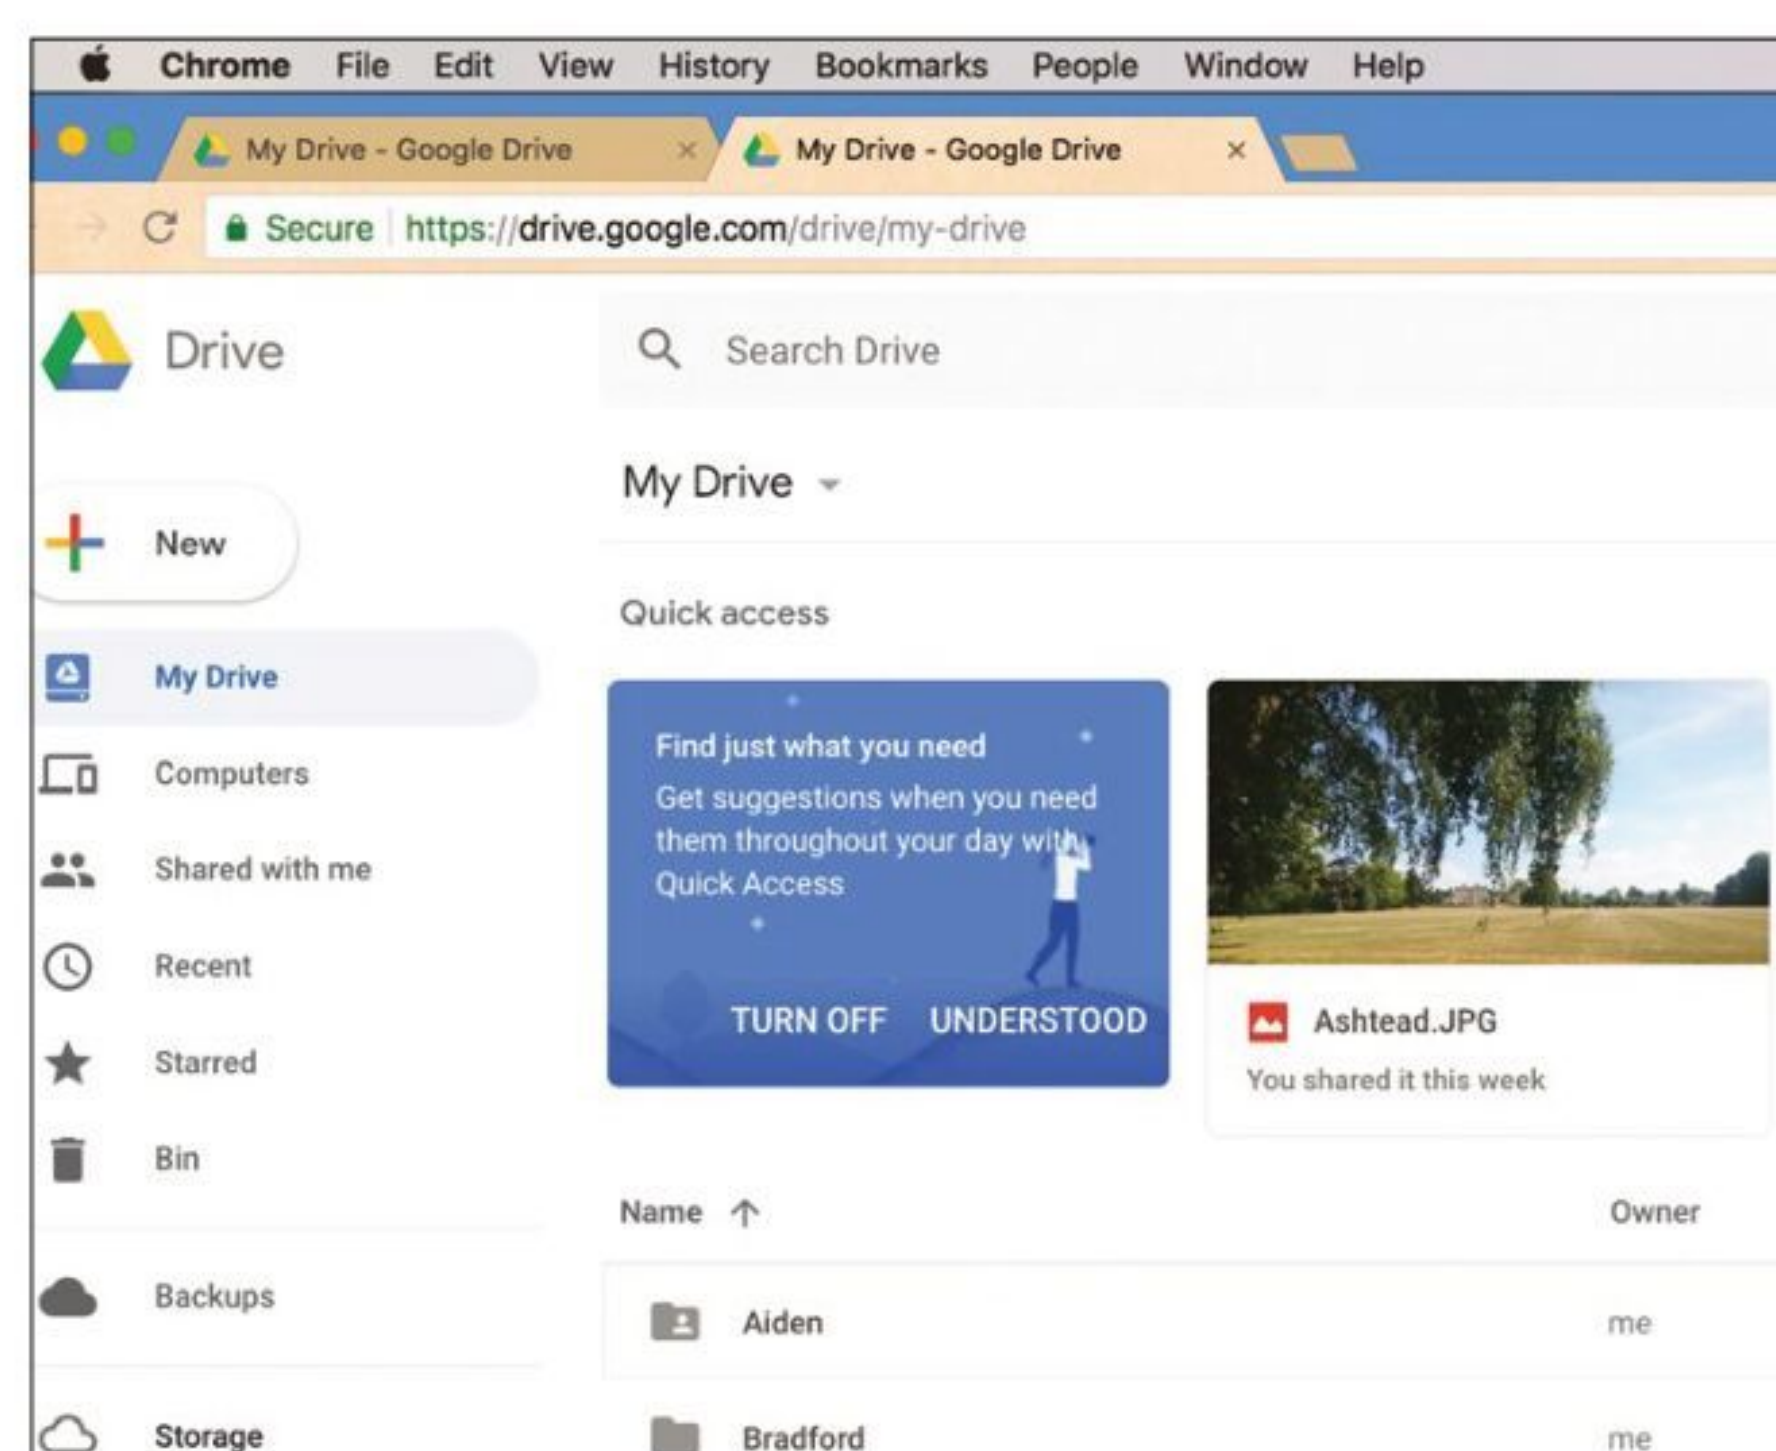 Chrome File Edit View History Bookmarks People Window Help
My Drive - Google Drive × My Drive - Google Drive ×
Secure https://drive.google.com/drive/my-drive
Drive
Search Drive
My Drive
New
Quick access
My Drive
Computers
Shared with me
Recent
Starred
Bin
Backups
Storage
Find just what you need
Get suggestions when you need
them throughout your day with
Quick Access
TURN OFF UNDERSTOOD
Ashtead.JPG
You shared it this week
Name Owner
Aiden me
Bradford me